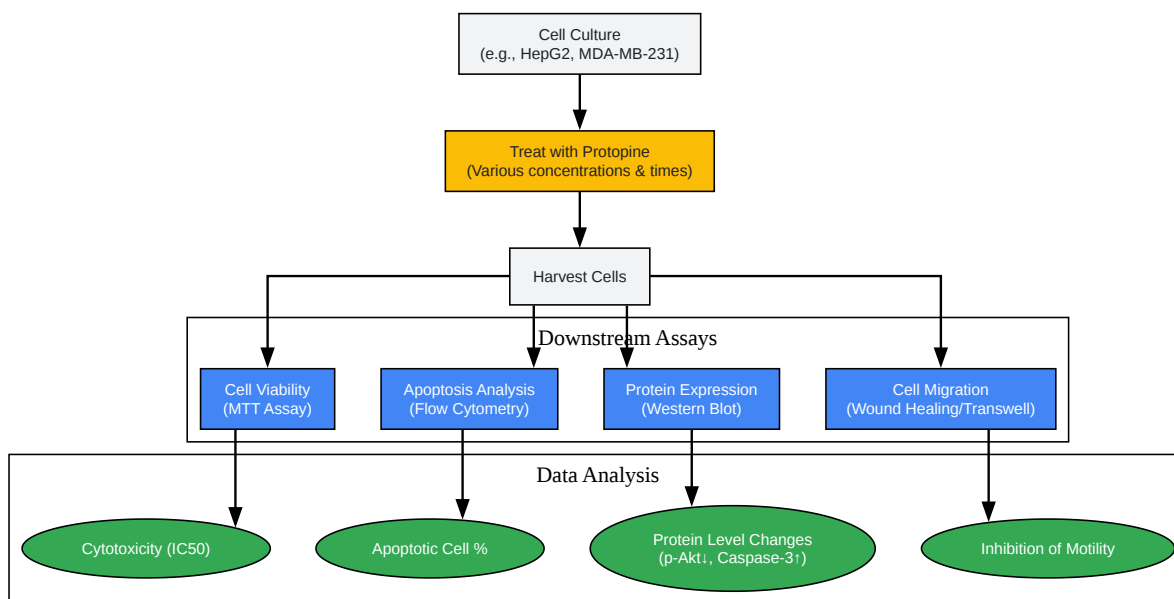 Cell Culture
(e.g., HepG2, MDA-MB-231)
Treat with Protopine
(Various concentrations & times)
Harvest Cells
Downstream Assays
Cell Viability
(MTT Assay)
Apoptosis Analysis
(Flow Cytometry)
Protein Expression
(Western Blot)
Cell Migration
(Wound Healing/Transwell)
Data Analysis
Cytotoxicity (IC50)
Apoptotic Cell %
Protein Level Changes
(p-Akt↓, Caspase-3↑)
Inhibition of Motility